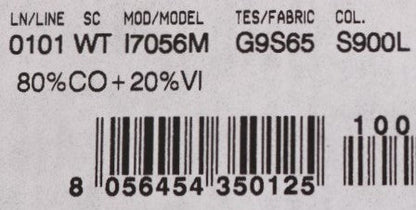 LN/LINE SC MOD/MODEL TES/FABRIC COL.
0101 WT I7056M G9S65 S900L
80%CO+20%VI
100
8 056454 350125